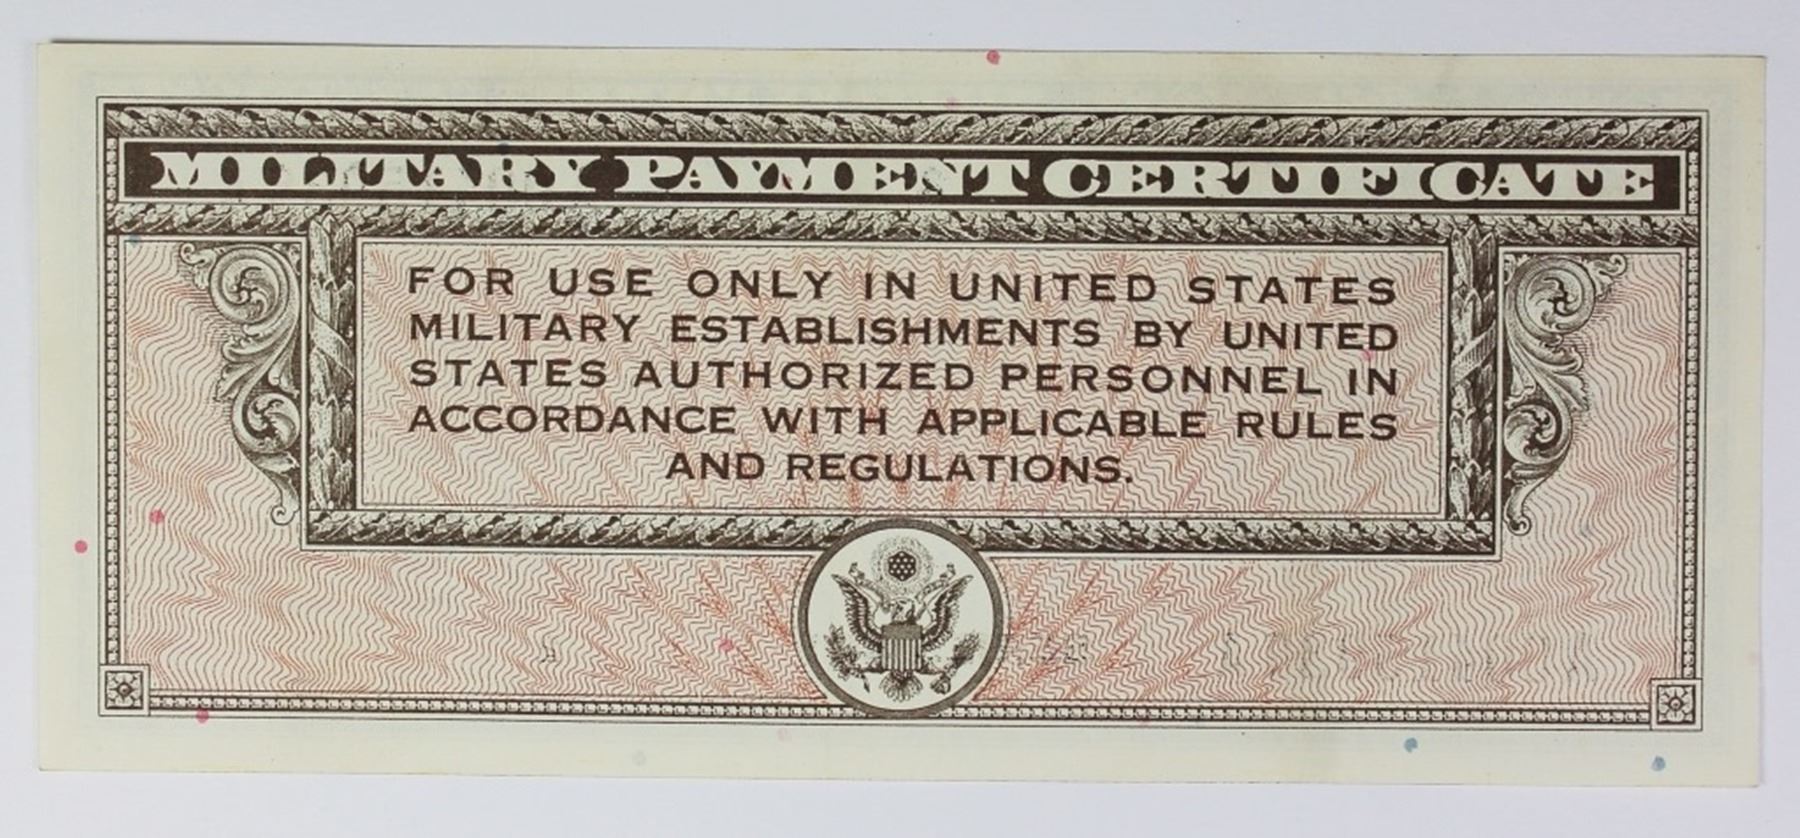 MILITARY PAYMENT CERTIFICATE
FOR USE ONLY IN UNITED STATES
MILITARY ESTABLISHMENTS BY UNITED
STATES AUTHORIZED PERSONNEL IN
ACCORDANCE WITH APPLICABLE RULES
AND REGULATIONS.